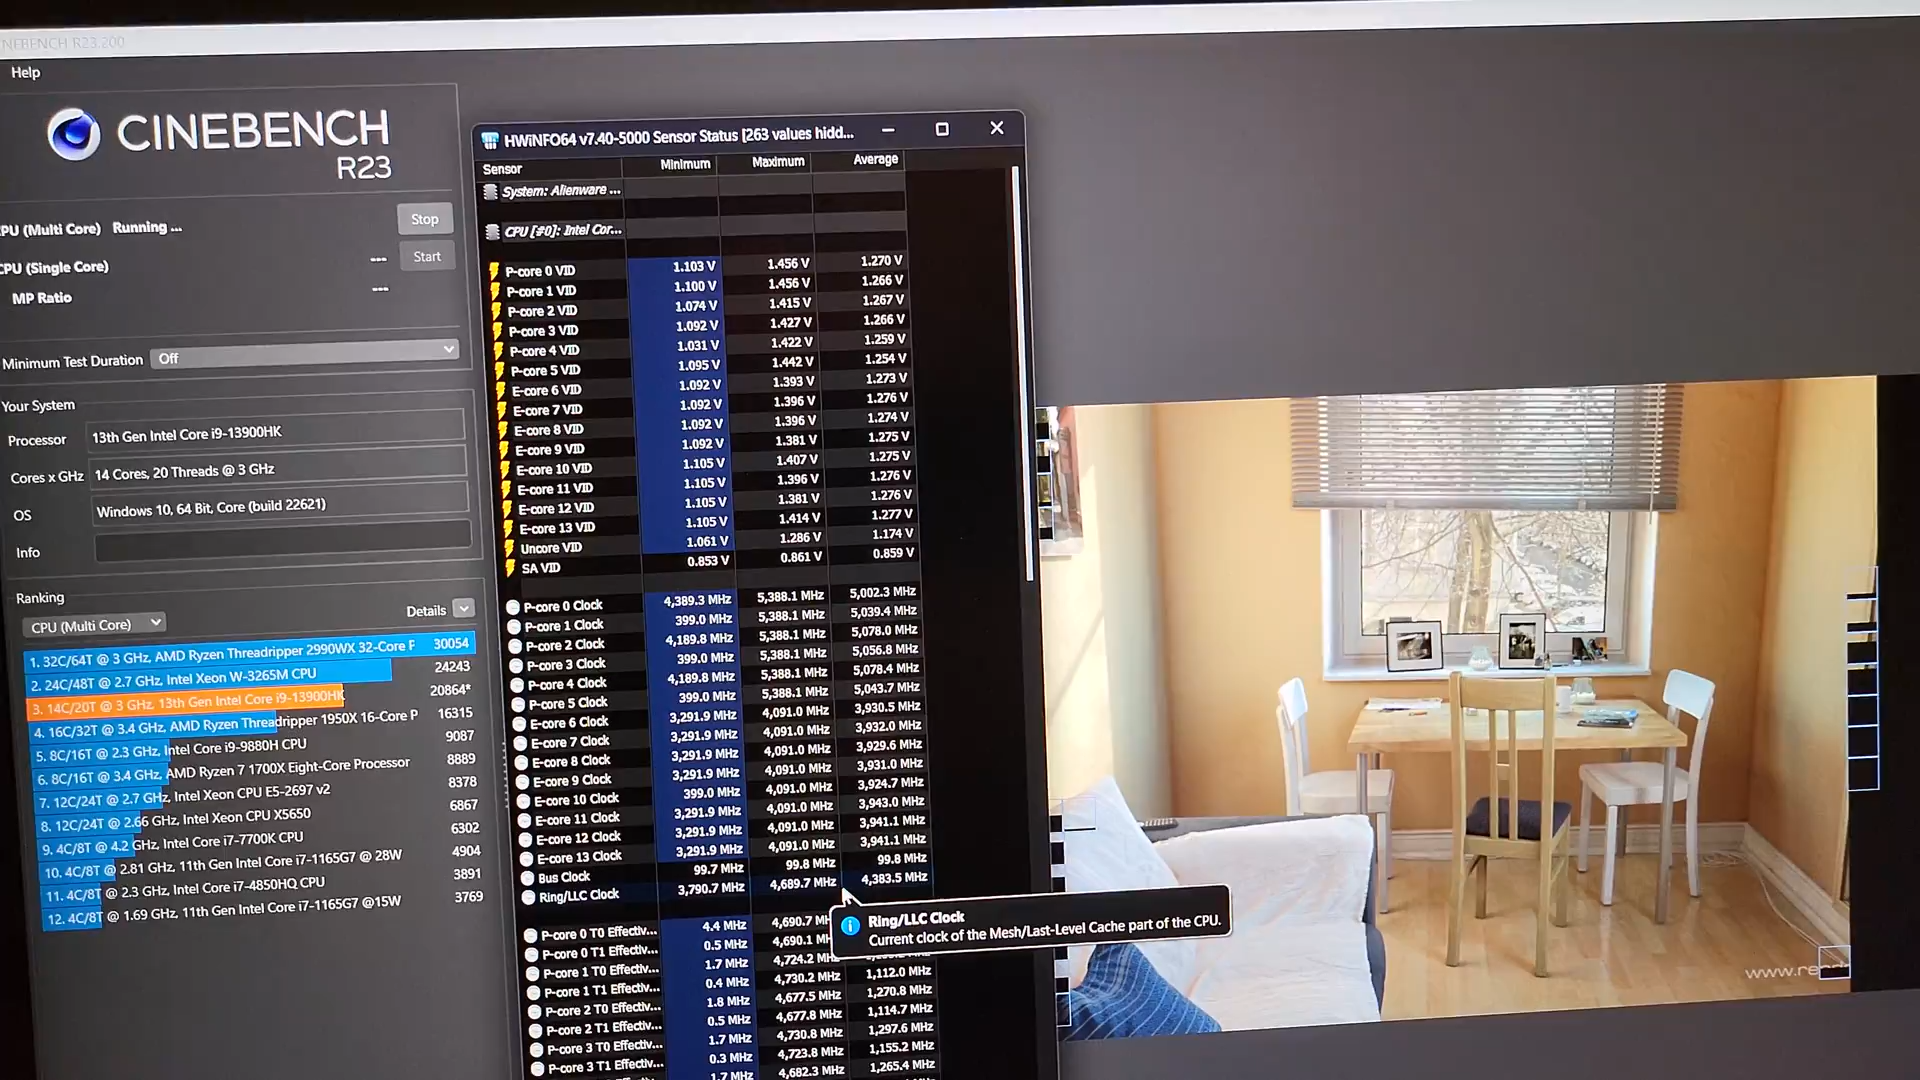 NEBENCH R23.200
Help
CINEBENCH
R23
PU (Multi Core) Running ...
Stop
CPU (Single Core) ---
Start
MP Ratio ---
Minimum Test Duration Off
Your System
Processor 13th Gen Intel Core i9-13900HK
Cores x GHz 14 Cores, 20 Threads @ 3 GHz
OS Windows 10, 64 Bit, Core (build 22621)
Info
Ranking
CPU (Multi Core) Details
1. 32C/64T @ 3 GHz, AMD Ryzen Threadripper 2990WX 32-Core P 30054
2. 24C/48T @ 2.7 GHz, Intel Xeon W-3265M CPU 24243
3. 14C/20T @ 3 GHz, 13th Gen Intel Core i9-13900HK 20864*
4. 16C/32T @ 3.4 GHz, AMD Ryzen Threadripper 1950X 16-Core P 16315
5. 8C/16T @ 2.3 GHz, Intel Core i9-9880H CPU 9087
6. 8C/16T @ 3.4 GHz, AMD Ryzen 7 1700X Eight-Core Processor 8889
7. 12C/24T @ 2.7 GHz, Intel Xeon CPU E5-2697 v2 8378
8. 12C/24T @ 2.66 GHz, Intel Xeon CPU X5650 6867
9. 4C/8T @ 4.2 GHz, Intel Core i7-7700K CPU 6302
10. 4C/8T @ 2.81 GHz, 11th Gen Intel Core i7-1165G7 @ 28W 4904
11. 4C/8T @ 2.3 GHz, Intel Core i7-4850HQ CPU 3891
12. 4C/8T @ 1.69 GHz, 11th Gen Intel Core i7-1165G7 @15W 3769
HWiNFO64 v7.40-5000 Sensor Status [263 values hidd...
Sensor Minimum Maximum Average
System: Alienware ...
CPU [#0]: Intel Cor...
P-core 0 VID 1.103 V 1.456 V 1.270 V
P-core 1 VID 1.100 V 1.456 V 1.266 V
P-core 2 VID 1.074 V 1.415 V 1.267 V
P-core 3 VID 1.092 V 1.427 V 1.266 V
P-core 4 VID 1.031 V 1.422 V 1.259 V
P-core 5 VID 1.095 V 1.442 V 1.254 V
E-core 6 VID 1.092 V 1.393 V 1.273 V
E-core 7 VID 1.092 V 1.396 V 1.276 V
E-core 8 VID 1.092 V 1.396 V 1.274 V
E-core 9 VID 1.092 V 1.381 V 1.275 V
E-core 10 VID 1.105 V 1.407 V 1.275 V
E-core 11 VID 1.105 V 1.396 V 1.276 V
E-core 12 VID 1.105 V 1.381 V 1.276 V
E-core 13 VID 1.105 V 1.414 V 1.277 V
Uncore VID 1.061 V 1.286 V 1.174 V
SA VID 0.853 V 0.861 V 0.859 V
P-core 0 Clock 4,389.3 MHz 5,388.1 MHz 5,002.3 MHz
P-core 1 Clock 399.0 MHz 5,388.1 MHz 5,039.4 MHz
P-core 2 Clock 4,189.8 MHz 5,388.1 MHz 5,078.0 MHz
P-core 3 Clock 399.0 MHz 5,388.1 MHz 5,056.8 MHz
P-core 4 Clock 4,189.8 MHz 5,388.1 MHz 5,078.4 MHz
P-core 5 Clock 399.0 MHz 5,388.1 MHz 5,043.7 MHz
E-core 6 Clock 3,291.9 MHz 4,091.0 MHz 3,930.5 MHz
E-core 7 Clock 3,291.9 MHz 4,091.0 MHz 3,932.0 MHz
E-core 8 Clock 3,291.9 MHz 4,091.0 MHz 3,929.6 MHz
E-core 9 Clock 3,291.9 MHz 4,091.0 MHz 3,931.0 MHz
E-core 10 Clock 399.0 MHz 4,091.0 MHz 3,924.7 MHz
E-core 11 Clock 3,291.9 MHz 4,091.0 MHz 3,943.0 MHz
E-core 12 Clock 3,291.9 MHz 4,091.0 MHz 3,941.1 MHz
E-core 13 Clock 3,291.9 MHz 4,091.0 MHz 3,941.1 MHz
Bus Clock 99.7 MHz 99.8 MHz 99.8 MHz
Ring/LLC Clock 3,790.7 MHz 4,689.7 MHz 4,383.5 MHz
P-core 0 T0 Effectiv... 4.4 MHz 4,690.7 MH
P-core 0 T1 Effectiv... 0.5 MHz 4,690.1 MH
P-core 1 T0 Effectiv... 1.7 MHz 4,724.2 MHz
P-core 1 T1 Effectiv... 0.4 MHz 4,730.2 MHz 1,112.0 MHz
P-core 2 T0 Effectiv... 1.8 MHz 4,677.5 MHz 1,270.8 MHz
P-core 2 T1 Effectiv... 0.5 MHz 4,677.8 MHz 1,114.7 MHz
P-core 3 T0 Effectiv... 1.7 MHz 4,730.8 MHz 1,297.6 MHz
P-core 3 T1 Effectiv... 0.3 MHz 4,723.8 MHz 1,155.2 MHz
1.7 MHz 4,682.3 MHz 1,265.4 MHz
Ring/LLC Clock
Current clock of the Mesh/Last-Level Cache part of the CPU.